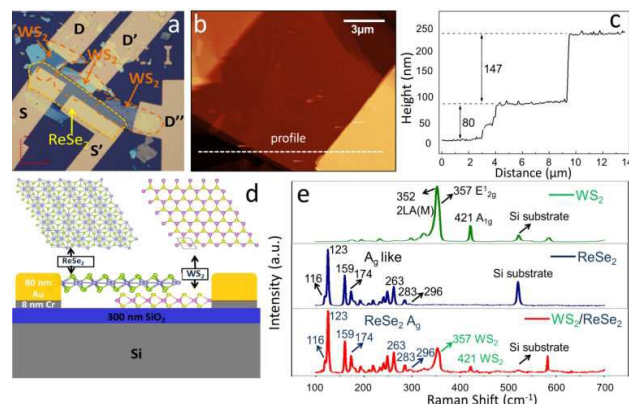 a
WS₂
D
D'
WS₂
WS₂
ReSe₂
S
S'
D''
b
3μm
profile
c
Height (nm)
250
200
150
100
50
0
147
80
0 2 4 6 8 10 12 14
Distance (μm)
d
ReSe₂
WS₂
80 nm
Au
8 nm Cr
300 nm SiO₂
Si
e
Intensity (a.u.)
352
2LA(M)
357 E¹₂g
421 A₁g
Si substrate
WS₂
123
Ag like
116
159
174
263
283
296
Si substrate
ReSe₂
123
ReSe₂ Ag
WS₂/ReSe₂
116
159
174
263
283
296
357 WS₂
421 WS₂
Si substrate
100 200 300 400 500 600 700
Raman Shift (cm⁻¹)